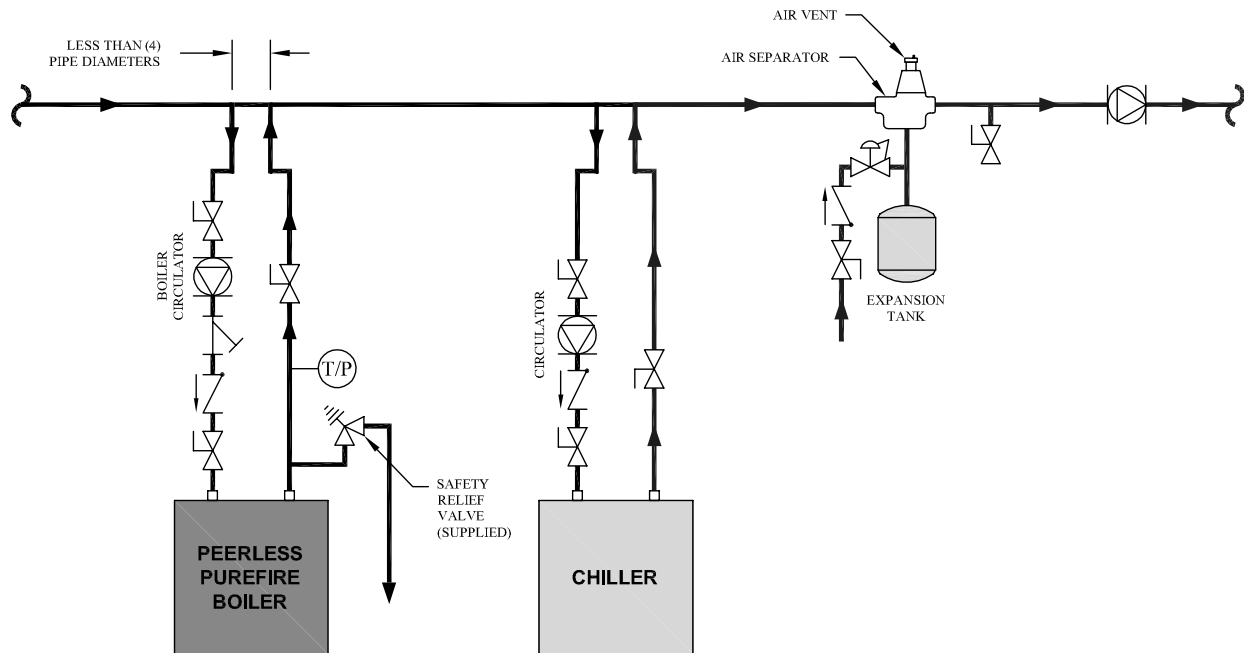 AIR VENT
LESS THAN (4)
PIPE DIAMETERS
AIR SEPARATOR
BOILER
CIRCULATOR
CIRCULATOR
EXPANSION
TANK
T/P
SAFETY
RELIEF
VALVE
(SUPPLIED)
PEERLESS
PUREFIRE
BOILER
CHILLER